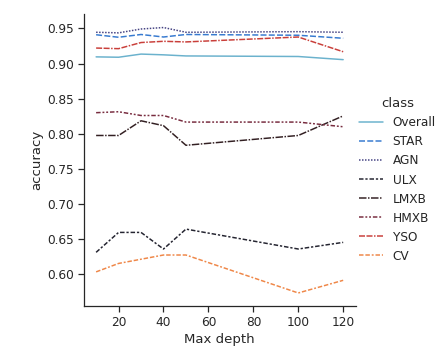 0.95
0.90
0.85
0.80
0.75
0.70
0.65
0.60
accuracy
20 40 60 80 100 120
Max depth
class
Overall
STAR
AGN
ULX
LMXB
HMXB
YSO
CV